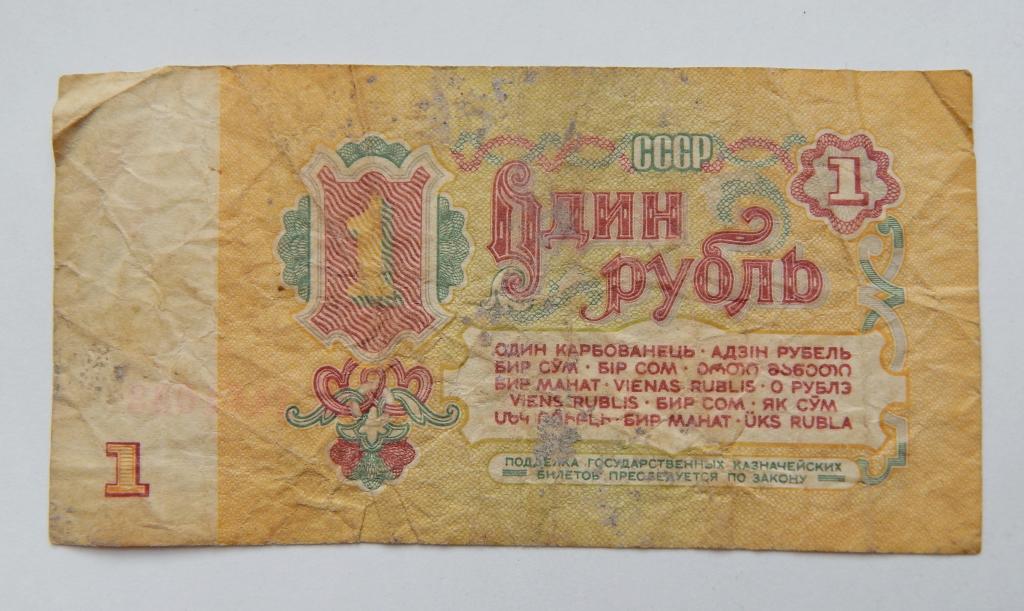 СССР
1
1
Один
рубль
ОДИН КАРБОВАНЕЦЬ · АДЗІН РУБЕЛЬ
БИР СЎМ · БІР СОМ · ᲔᲠᲗᲘ ᲛᲐᲜᲔᲗᲘ
БИР МАНАТ · VIENAS RUBLIS · О РУБЛЭ
VIENS RUBLIS · БИР СОМ · ЯК СЎМ
ՄԵԿ ՌՈՒԲԼԻ · БИР МАНАТ · ÜKS RUBLA
ПОДДЕЛКА ГОСУДАРСТВЕННЫХ КАЗНАЧЕЙСКИХ
БИЛЕТОВ ПРЕСЛЕДУЕТСЯ ПО ЗАКОНУ
1